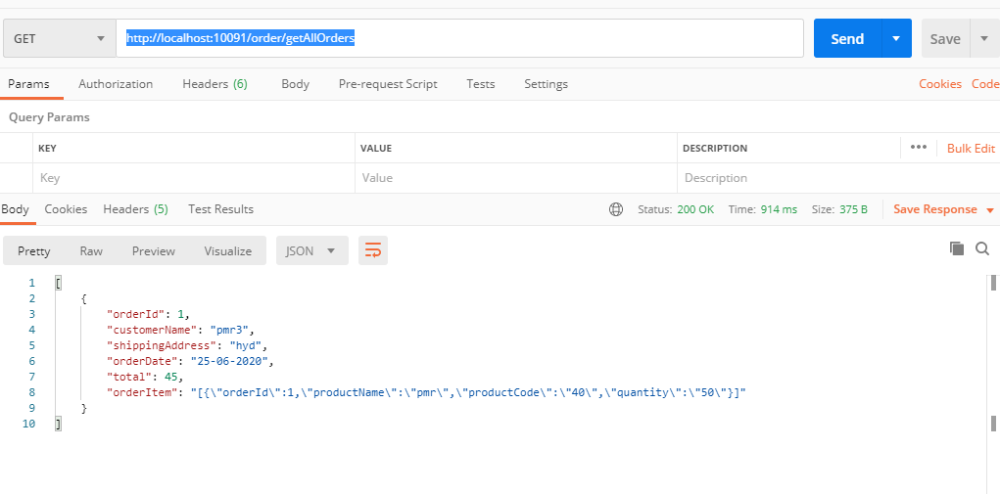 GET http://localhost:10091/order/getAllOrders Send Save
Params Authorization Headers (6) Body Pre-request Script Tests Settings Cookies Code
Query Params
KEY VALUE DESCRIPTION ••• Bulk Edit
Key Value Description
Body Cookies Headers (5) Test Results Status: 200 OK Time: 914 ms Size: 375 B Save Response
Pretty Raw Preview Visualize JSON
1 [
2 {
3 "orderId": 1,
4 "customerName": "pmr3",
5 "shippingAddress": "hyd",
6 "orderDate": "25-06-2020",
7 "total": 45,
8 "orderItem": "[{\"orderId\":1,\"productName\":\"pmr\",\"productCode\":\"40\",\"quantity\":\"50\"}]"
9 }
10 ]